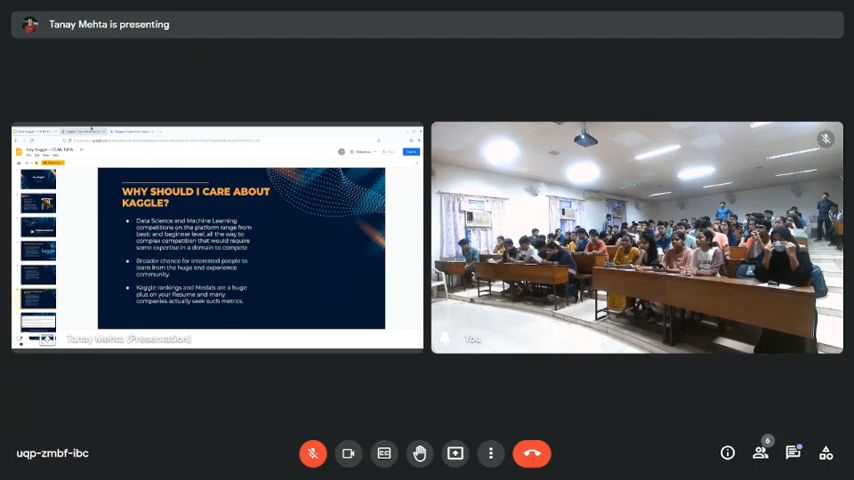 Tanay Mehta is presenting
WHY SHOULD I CARE ABOUT
KAGGLE?
Data Science and Machine Learning
competitions on the platform range from
basic and beginner level, all the way to
complex competition that would require
some expertise in a domain to compete
Broader chance for interested people to
learn from the huge and experience
community.
Kaggle rankings and Medals are a huge
plus on your Resume and many
companies actually seek such metrics.
Tanay Mehta (Presentation)
You
6
uqp-zmbf-ibc
CC